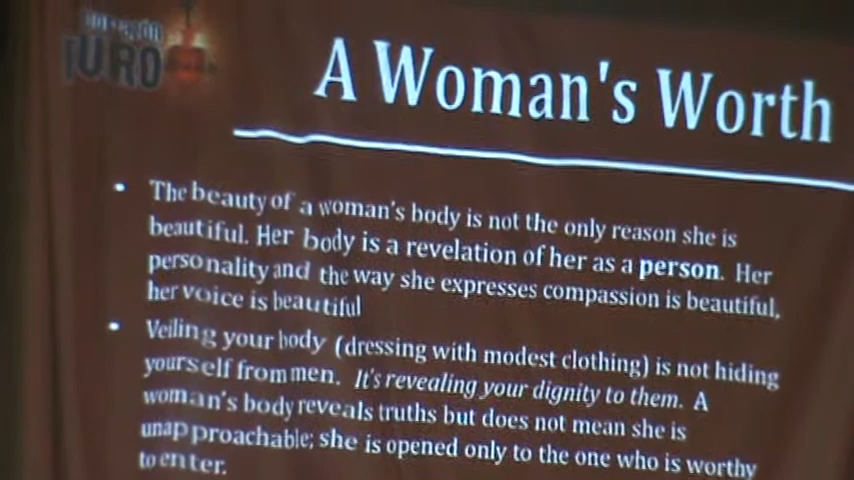 PURO
A Woman's Worth
• The beauty of a woman's body is not the only reason she is
beautiful. Her body is a revelation of her as a person. Her
personality and the way she expresses compassion is beautiful,
her voice is beautiful
• Veiling your body (dressing with modest clothing) is not hiding
yourself from men. It's revealing your dignity to them. A
woman's body reveals truths but does not mean she is
unapproachable; she is opened only to the one who is worthy
to enter.